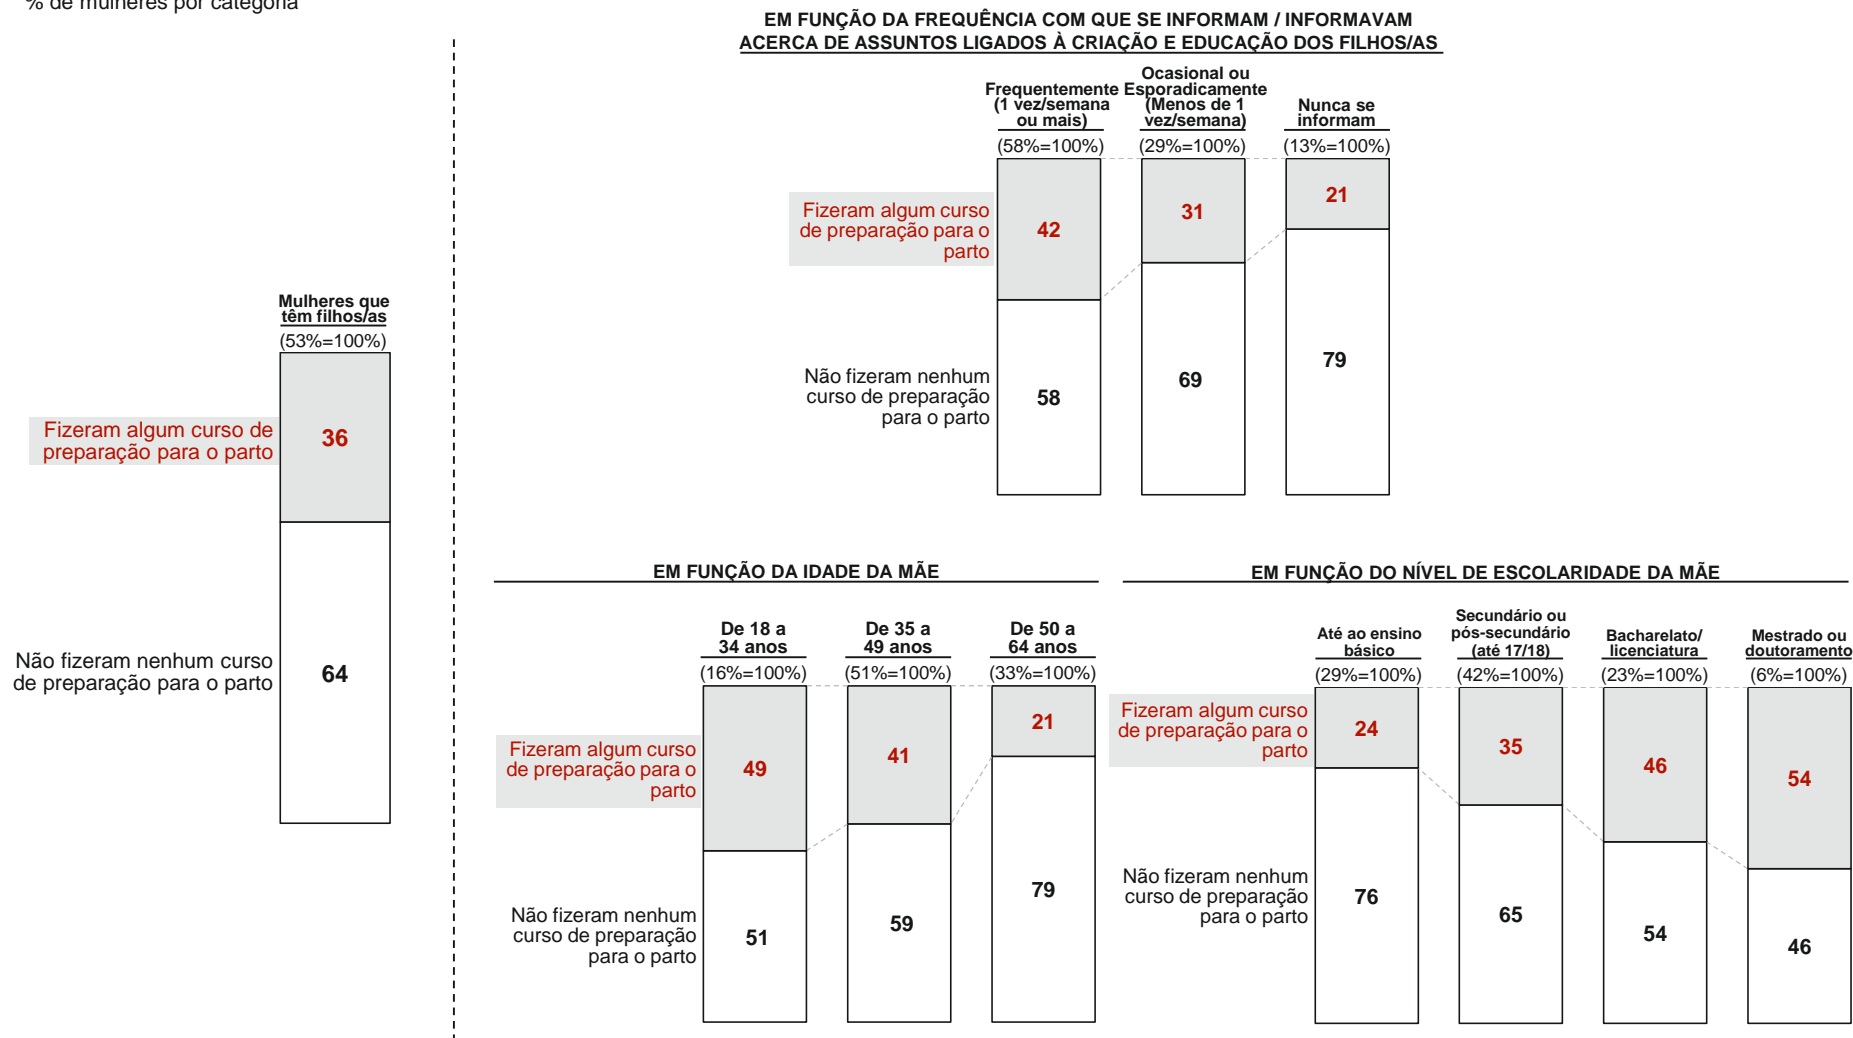 % de mulheres por categoria
EM FUNÇÃO DA FREQUÊNCIA COM QUE SE INFORMAM / INFORMAVAM
ACERCA DE ASSUNTOS LIGADOS À CRIAÇÃO E EDUCAÇÃO DOS FILHOS/AS
Frequentemente
(1 vez/semana
ou mais)
(58%=100%)
Ocasional ou
Esporadicamente
(Menos de 1
vez/semana)
(29%=100%)
Nunca se
informam
(13%=100%)
Fizeram algum curso
de preparação para o
parto
42
31
21
Não fizeram nenhum
curso de preparação
para o parto
58
69
79
Mulheres que
têm filhos/as
(53%=100%)
Fizeram algum curso de
preparação para o parto
36
Não fizeram nenhum curso
de preparação para o parto
64
EM FUNÇÃO DA IDADE DA MÃE
De 18 a
34 anos
(16%=100%)
De 35 a
49 anos
(51%=100%)
De 50 a
64 anos
(33%=100%)
Fizeram algum curso
de preparação para o
parto
49
41
21
Não fizeram nenhum
curso de preparação
para o parto
51
59
79
EM FUNÇÃO DO NÍVEL DE ESCOLARIDADE DA MÃE
Até ao ensino
básico
(29%=100%)
Secundário ou
pós-secundário
(até 17/18)
(42%=100%)
Bacharelato/
licenciatura
(23%=100%)
Mestrado ou
doutoramento
(6%=100%)
Fizeram algum curso
de preparação para o
parto
24
35
46
54
Não fizeram nenhum
curso de preparação
para o parto
76
65
54
46